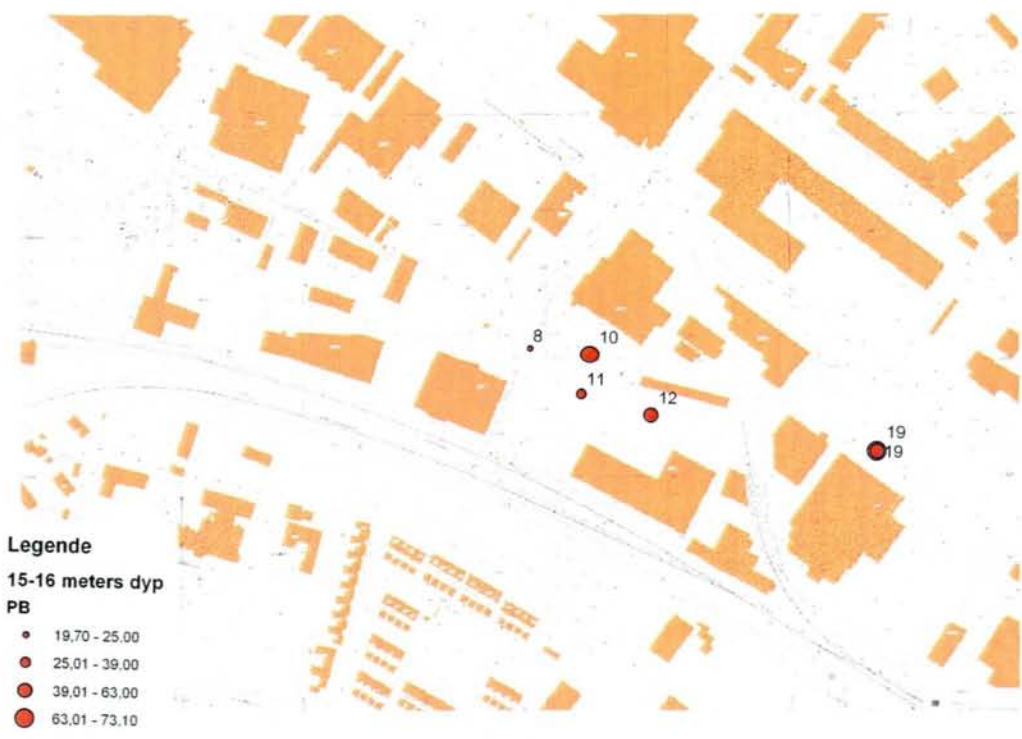 8
10
11
12
19
19
Legende
15-16 meters dyp
PB
19,70 - 25,00
25,01 - 39,00
39,01 - 63,00
63,01 - 73,10